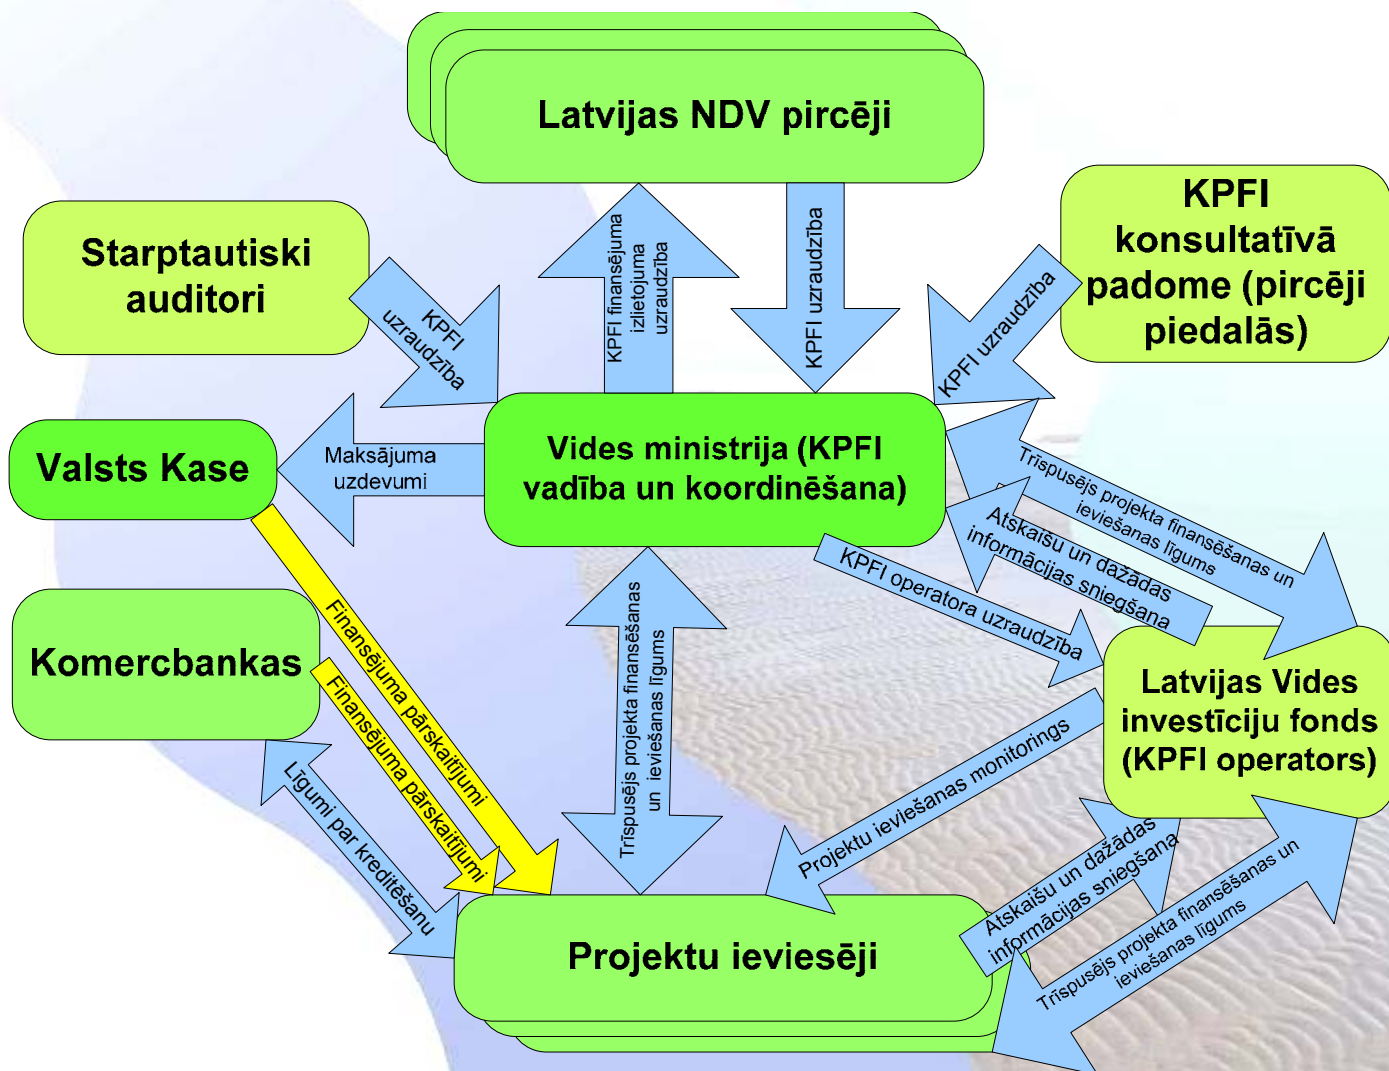 Latvijas NDV pircēji
KPFI
konsultatīvā
padome (pircēji
piedalās)
Starptautiski
auditori
KPFI
uzraudzība
KPFI finansējuma
izlietojuma
uzraudzība
KPFI uzraudzība
KPFI uzraudzība
Valsts Kase
Maksājuma
uzdevumi
Vides ministrija (KPFI
vadība un koordinēšana)
Trīspusējs projekta finansēšanas un
ieviešanas līgums
Atskaišu un dažādas
informācijas sniegšana
KPFI operatora uzraudzība
Komercbankas
Finansējuma pārskaitījumi
Finansējuma pārskaitījumi
Līgumi par kreditēšanu
Trīspusējs projekta finansēšanas
un ieviešanas līgums
Latvijas Vides
investīciju fonds
(KPFI operators)
Projektu ieviešanas monitorings
Atskaišu un dažādas
informācijas sniegšana
Trīspusējs projekta finansēšanas un
ieviešanas līgums
Projektu ieviesēji